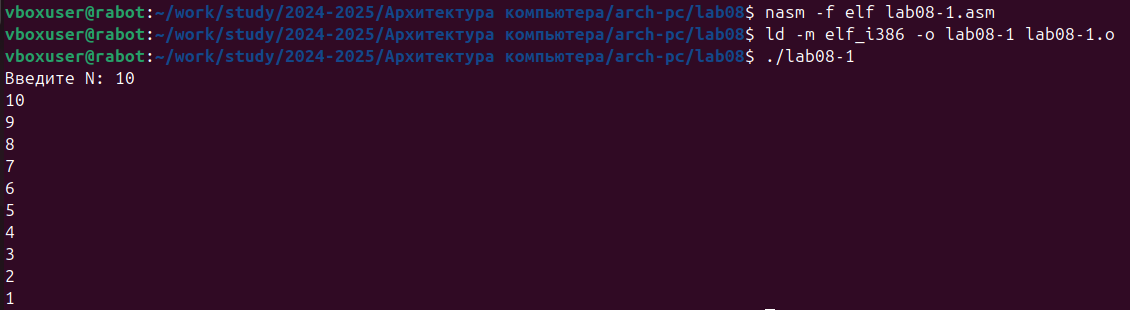 vboxuser@rabot:~/work/study/2024-2025/Архитектура компьютера/arch-pc/lab08$ nasm -f elf lab08-1.asm
vboxuser@rabot:~/work/study/2024-2025/Архитектура компьютера/arch-pc/lab08$ ld -m elf_i386 -o lab08-1 lab08-1.o
vboxuser@rabot:~/work/study/2024-2025/Архитектура компьютера/arch-pc/lab08$ ./lab08-1
Введите N: 10
10
9
8
7
6
5
4
3
2
1